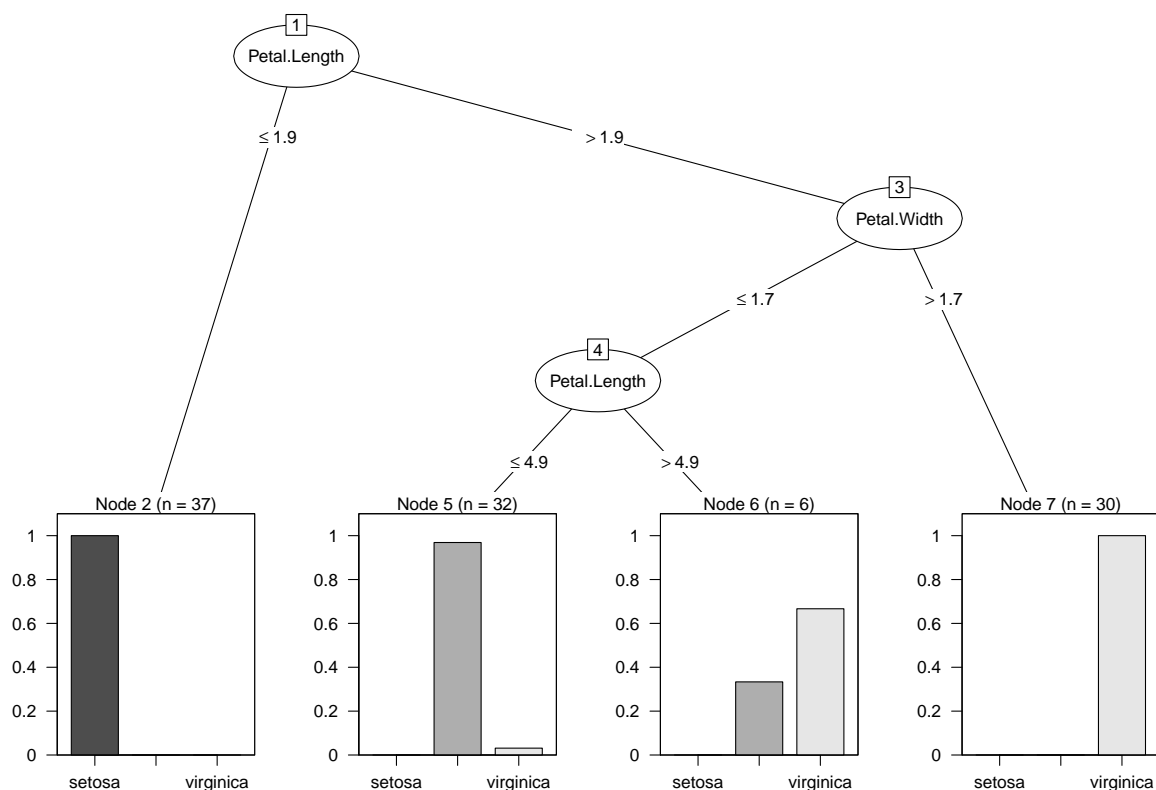 1
Petal.Length
≤ 1.9
> 1.9
3
Petal.Width
≤ 1.7
> 1.7
4
Petal.Length
≤ 4.9
> 4.9
Node 2 (n = 37)
1
0.8
0.6
0.4
0.2
0
setosa
virginica
Node 5 (n = 32)
1
0.8
0.6
0.4
0.2
0
setosa
virginica
Node 6 (n = 6)
1
0.8
0.6
0.4
0.2
0
setosa
virginica
Node 7 (n = 30)
1
0.8
0.6
0.4
0.2
0
setosa
virginica